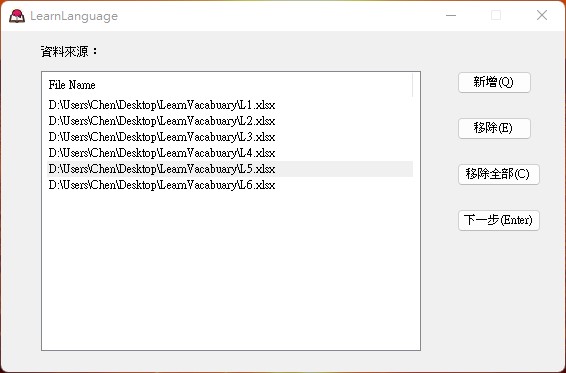 LearnLanguage
資料來源：
File Name
D:\Users\Chen\Desktop\LearnVacabuary\L1.xlsx
D:\Users\Chen\Desktop\LearnVacabuary\L2.xlsx
D:\Users\Chen\Desktop\LearnVacabuary\L3.xlsx
D:\Users\Chen\Desktop\LearnVacabuary\L4.xlsx
D:\Users\Chen\Desktop\LearnVacabuary\L5.xlsx
D:\Users\Chen\Desktop\LearnVacabuary\L6.xlsx
新增(Q)
移除(E)
移除全部(C)
下一步(Enter)